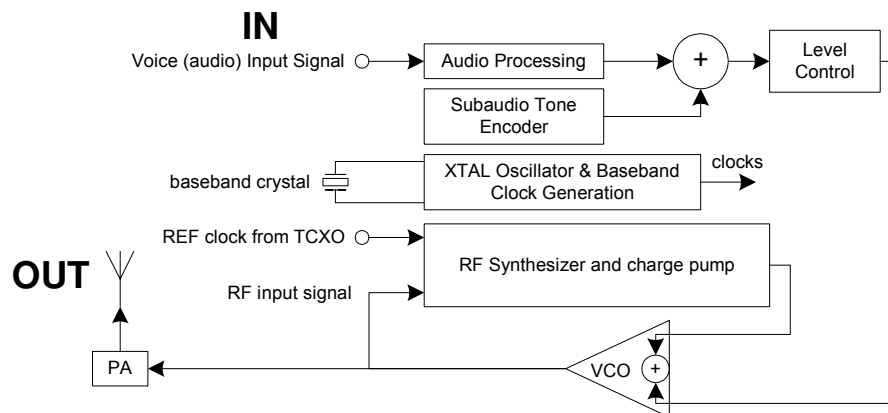 IN
Voice (audio) Input Signal
Audio Processing
+
Level
Control
Subaudio Tone
Encoder
baseband crystal
XTAL Oscillator & Baseband
Clock Generation
clocks
REF clock from TCXO
RF Synthesizer and charge pump
OUT
RF input signal
PA
VCO
+